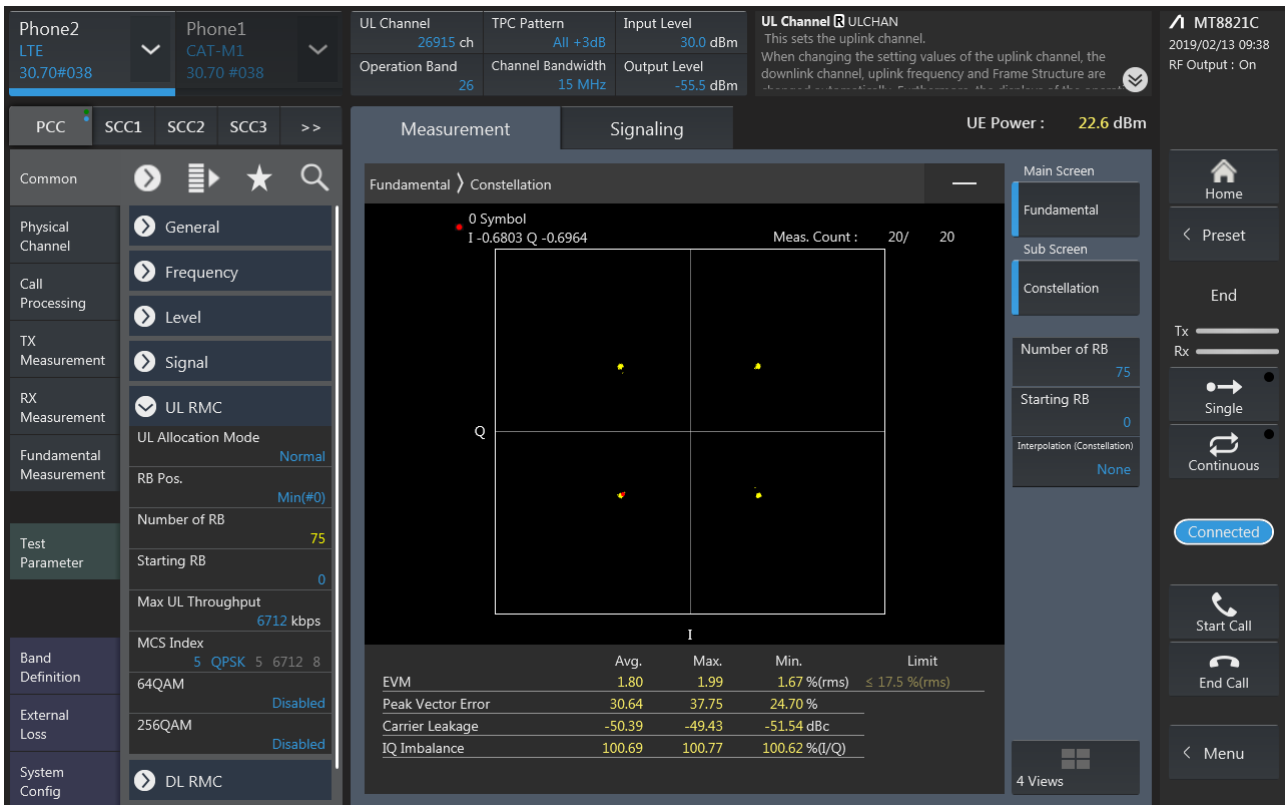 Phone2
LTE
30.70#038
Phone1
CAT-M1
30.70 #038
UL Channel
26915 ch
TPC Pattern
All +3dB
Input Level
30.0 dBm
Operation Band
26
Channel Bandwidth
15 MHz
Output Level
-55.5 dBm
UL Channel R ULCHAN
This sets the uplink channel.
When changing the setting values of the uplink channel, the
downlink channel, uplink frequency and Frame Structure are
MT8821C
2019/02/13 09:38
RF Output : On
PCC SCC1 SCC2 SCC3 >>
Measurement
Signaling
UE Power : 22.6 dBm
Common
Physical
Channel
Call
Processing
TX
Measurement
RX
Measurement
Fundamental
Measurement
Test
Parameter
Band
Definition
External
Loss
System
Config
General
Frequency
Level
Signal
UL RMC
UL Allocation Mode
Normal
RB Pos.
Min(#0)
Number of RB
75
Starting RB
0
Max UL Throughput
6712 kbps
MCS Index
5 QPSK 5 6712 8
64QAM
Disabled
256QAM
Disabled
DL RMC
Fundamental 〉 Constellation
0 Symbol
I -0.6803 Q -0.6964
Meas. Count : 20/ 20
Q
I
Avg. Max. Min. Limit
EVM 1.80 1.99 1.67 %(rms) ≤ 17.5 %(rms)
Peak Vector Error 30.64 37.75 24.70 %
Carrier Leakage -50.39 -49.43 -51.54 dBc
IQ Imbalance 100.69 100.77 100.62 %(I/Q)
Main Screen
Fundamental
Sub Screen
Constellation
Number of RB
75
Starting RB
0
Interpolation (Constellation)
None
4 Views
Home
< Preset
End
Tx
Rx
Single
Continuous
Connected
Start Call
End Call
< Menu